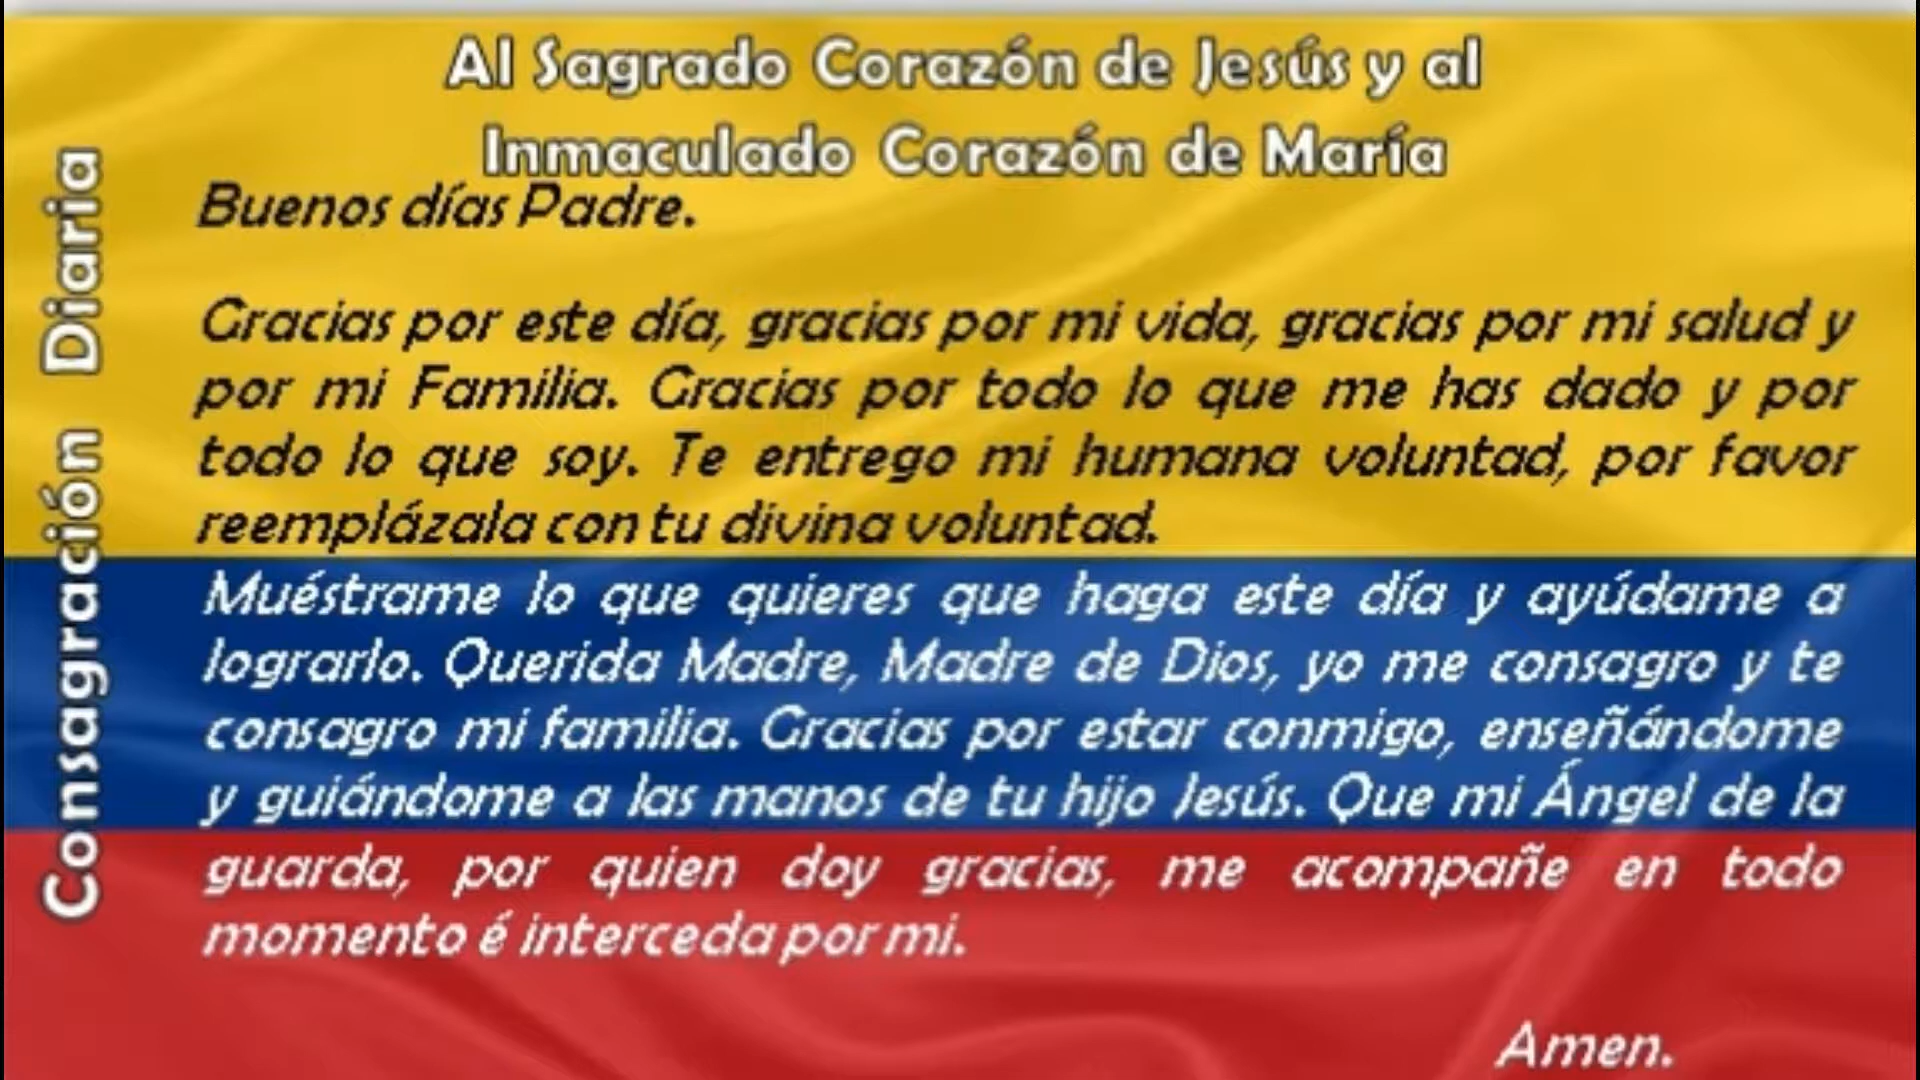 Al Sagrado Corazón de Jesús y al
Inmaculado Corazón de María
Consagración Diaria
Buenos días Padre.
Gracias por este día, gracias por mi vida, gracias por mi salud y
por mi Familia. Gracias por todo lo que me has dado y por
todo lo que soy. Te entrego mi humana voluntad, por favor
reemplázala con tu divina voluntad.
Muéstrame lo que quieres que haga este día y ayúdame a
lograrlo. Querida Madre, Madre de Dios, yo me consagro y te
consagro mi familia. Gracias por estar conmigo, enseñándome
y guiándome a las manos de tu hijo Jesús. Que mi Ángel de la
guarda, por quien doy gracias, me acompañe en todo
momento é interceda por mi.
Amen.